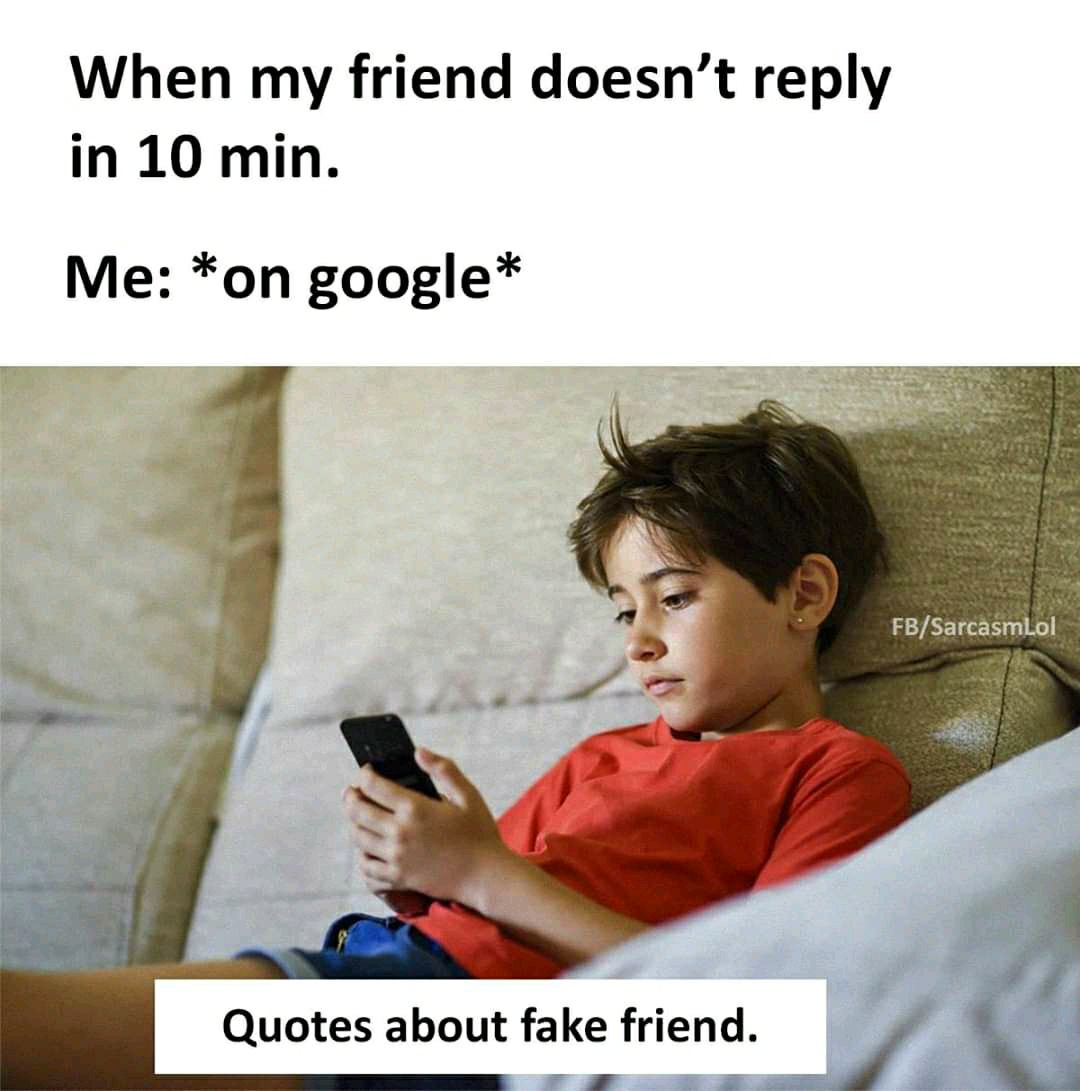 When my friend doesn’t reply
in 10 min.
Me: *on google*
FB/SarcasmLol
Quotes about fake friend.